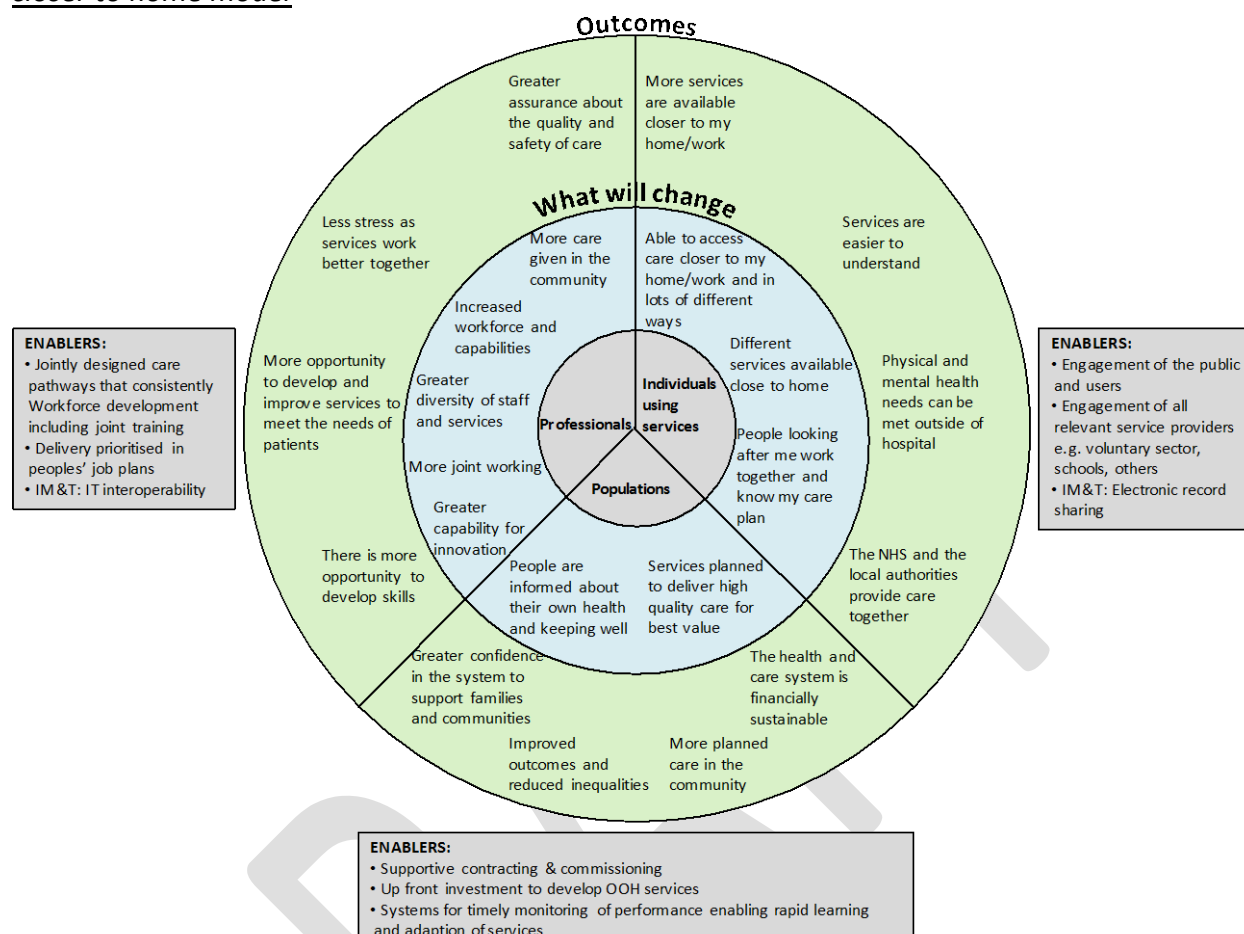 closer to home model
Outcomes
Greater
assurance about
the quality and
safety of care
More services
are available
closer to my
home/work
What will change
Less stress as
services work
better together
More care
given in the
community
Able to access
care closer to my
home/work and in
lots of different
ways
Services are
easier to
understand
Increased
workforce and
capabilities
Different
services available
close to home
ENABLERS:
• Jointly designed care
pathways that consistently
Workforce development
including joint training
• Delivery prioritised in
peoples' job plans
• IM&T: IT interoperability
More opportunity
to develop and
improve services to
meet the needs of
patients
Greater
diversity of staff
and services
Professionals
Individuals
using
services
Populations
Physical and
mental health
needs can be
met outside of
hospital
ENABLERS:
• Engagement of the public
and users
• Engagement of all
relevant service providers
e.g. voluntary sector,
schools, others
• IM&T: Electronic record
sharing
More joint working
People looking
after me work
together and
know my care
plan
Greater
capability for
innovation
There is more
opportunity to
develop skills
People are
informed about
their own health
and keeping well
Services planned
to deliver high
quality care for
best value
The NHS and the
local authorities
provide care
together
Greater confidence
in the system to
support families
and communities
The health and
care system is
financially
sustainable
Improved
outcomes and
reduced inequalities
More planned
care in the
community
ENABLERS:
• Supportive contracting & commissioning
• Up front investment to develop OOH services
• Systems for timely monitoring of performance enabling rapid learning
and adaption of services